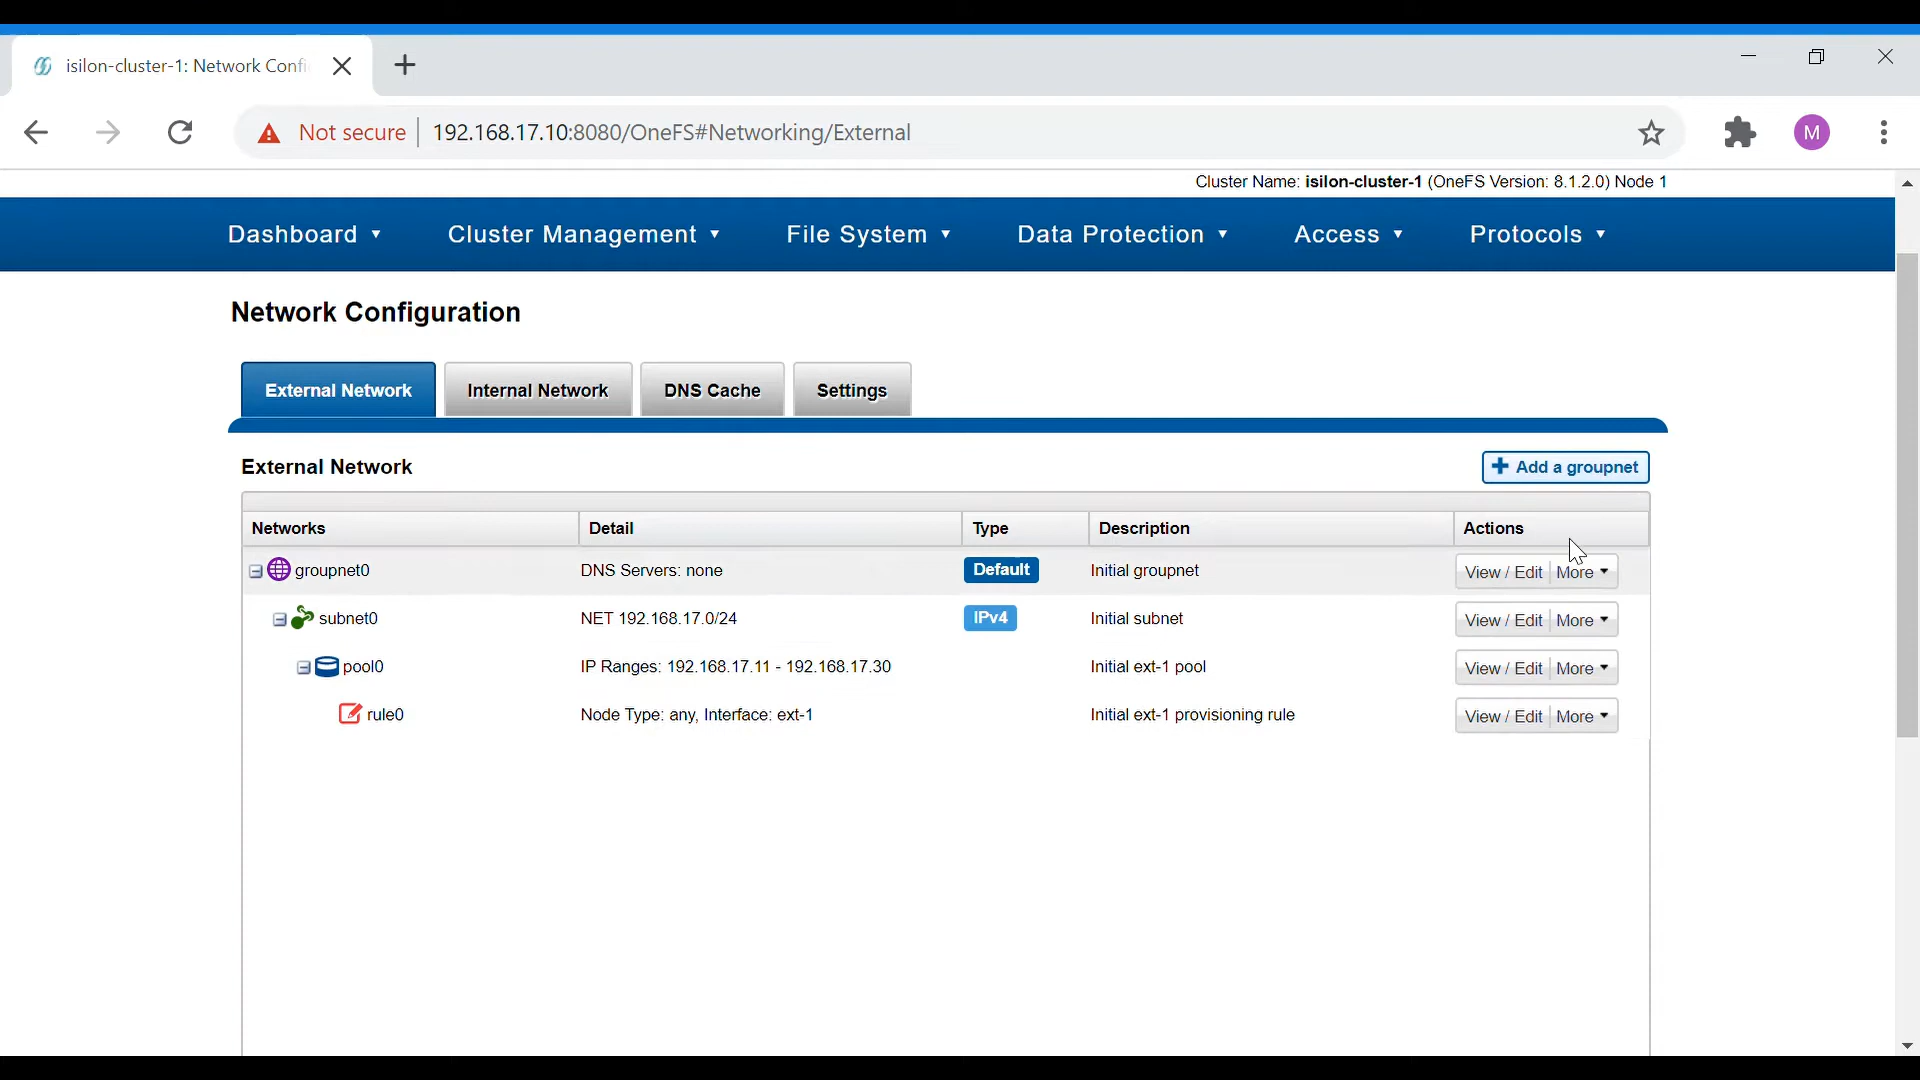 isilon-cluster-1: Network Confi
Not secure 192.168.17.10:8080/OneFS#Networking/External
M
Cluster Name: isilon-cluster-1 (OneFS Version: 8.1.2.0) Node 1
Dashboard Cluster Management File System Data Protection Access Protocols
Network Configuration
External Network Internal Network DNS Cache Settings
External Network + Add a groupnet
Networks Detail Type Description Actions
groupnet0 DNS Servers: none Default Initial groupnet View / Edit More
subnet0 NET 192.168.17.0/24 IPv4 Initial subnet View / Edit More
pool0 IP Ranges: 192.168.17.11 - 192.168.17.30 Initial ext-1 pool View / Edit More
rule0 Node Type: any, Interface: ext-1 Initial ext-1 provisioning rule View / Edit More